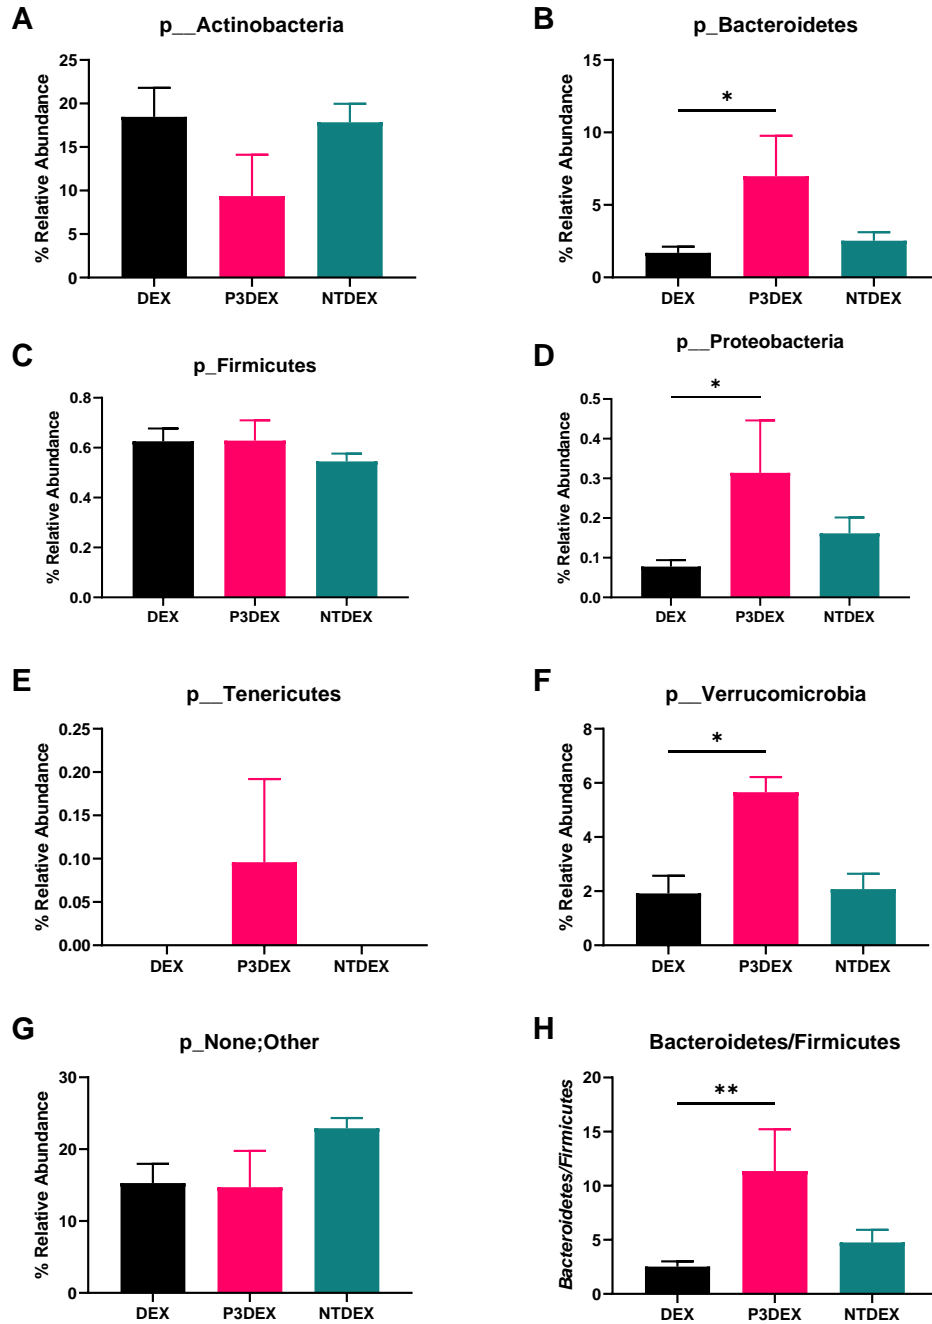 A
p__Actinobacteria
% Relative Abundance
25
20
15
10
5
0
DEX P3DEX NTDEX
B
p_Bacteroidetes
% Relative Abundance
15
10
5
0
*
DEX P3DEX NTDEX
C
p_Firmicutes
% Relative Abundance
0.8
0.6
0.4
0.2
0.0
DEX P3DEX NTDEX
D
p__Proteobacteria
% Relative Abundance
0.5
0.4
0.3
0.2
0.1
0.0
*
DEX P3DEX NTDEX
E
p__Tenericutes
% Relative Abundance
0.25
0.20
0.15
0.10
0.05
0.00
DEX P3DEX NTDEX
F
p__Verrucomicrobia
% Relative Abundance
8
6
4
2
0
*
DEX P3DEX NTDEX
G
p_None;Other
% Relative Abundance
30
20
10
0
DEX P3DEX NTDEX
H
Bacteroidetes/Firmicutes
Bacteroidetes/Firmicutes
20
15
10
5
0
**
DEX P3DEX NTDEX